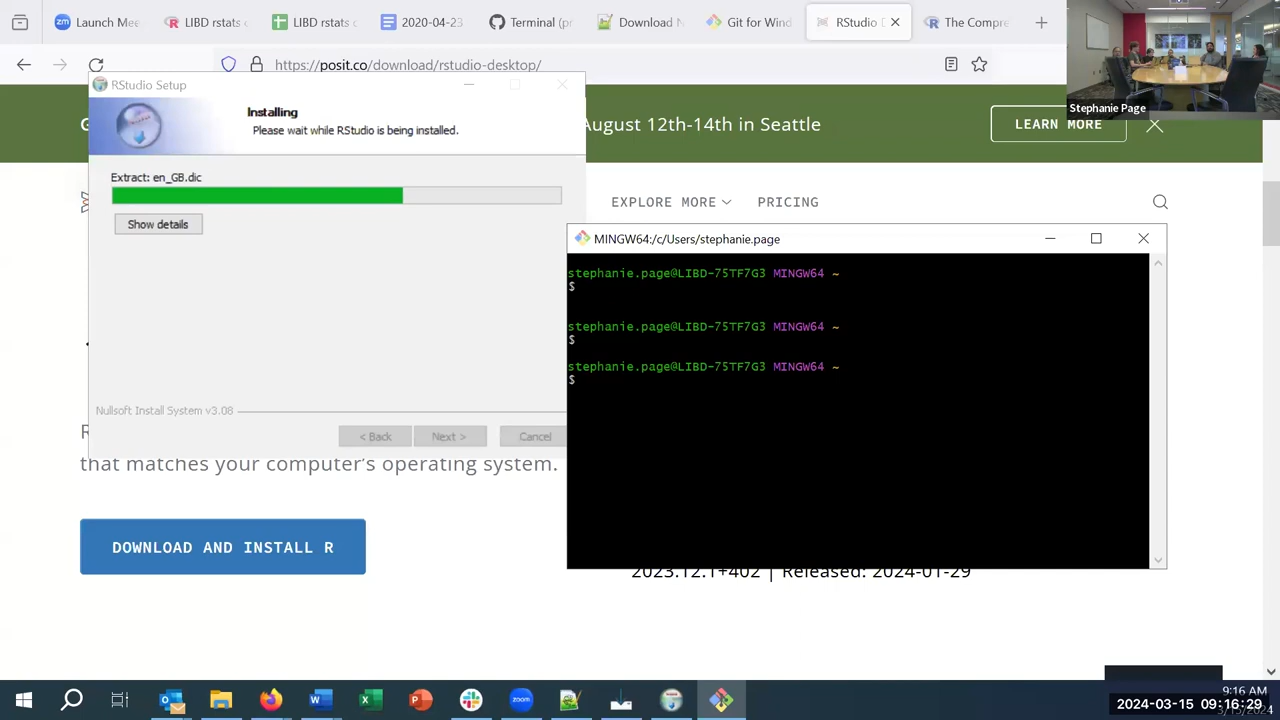 Launch Mee
LIBD rstats c
LIBD rstats c
2020-04-23
Terminal (pr
Download N
Git for Wind
RStudio D
The Compre
https://posit.co/download/rstudio-desktop/
Stephanie Page
RStudio Setup
Installing
Please wait while RStudio is being installed.
August 12th-14th in Seattle
LEARN MORE
Extract: en_GB.dic
Show details
EXPLORE MORE
PRICING
MINGW64:/c/Users/stephanie.page
stephanie.page@LIBD-75TF7G3 MINGW64 ~
$
stephanie.page@LIBD-75TF7G3 MINGW64 ~
$
stephanie.page@LIBD-75TF7G3 MINGW64 ~
$
Nullsoft Install System v3.08
< Back
Next >
Cancel
that matches your computer's operating system.
DOWNLOAD AND INSTALL R
2023.12.1+402 | Released: 2024-01-29
9:16 AM
2024-03-15 09:16:29